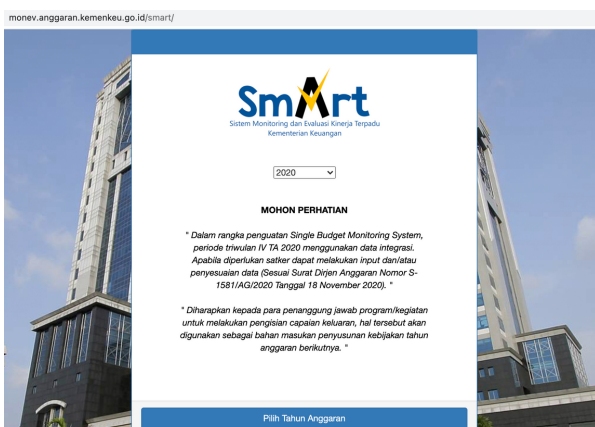 monev.anggaran.kemenkeu.go.id/smart/
SmArt
Sistem Monitoring dan Evaluasi Kinerja Terpadu
Kementerian Keuangan
2020
MOHON PERHATIAN
" Dalam rangka penguatan Single Budget Monitoring System,
periode triwulan IV TA 2020 menggunakan data integrasi.
Apabila diperlukan satker dapat melakukan input dan/atau
penyesuaian data (Sesuai Surat Dirjen Anggaran Nomor S-
1581/AG/2020 Tanggal 18 November 2020). "
" Diharapkan kepada para penanggung jawab program/kegiatan
untuk melakukan pengisian capaian keluaran, hal tersebut akan
digunakan sebagai bahan masukan penyusunan kebijakan tahun
anggaran berikutnya. "
Pilih Tahun Anggaran